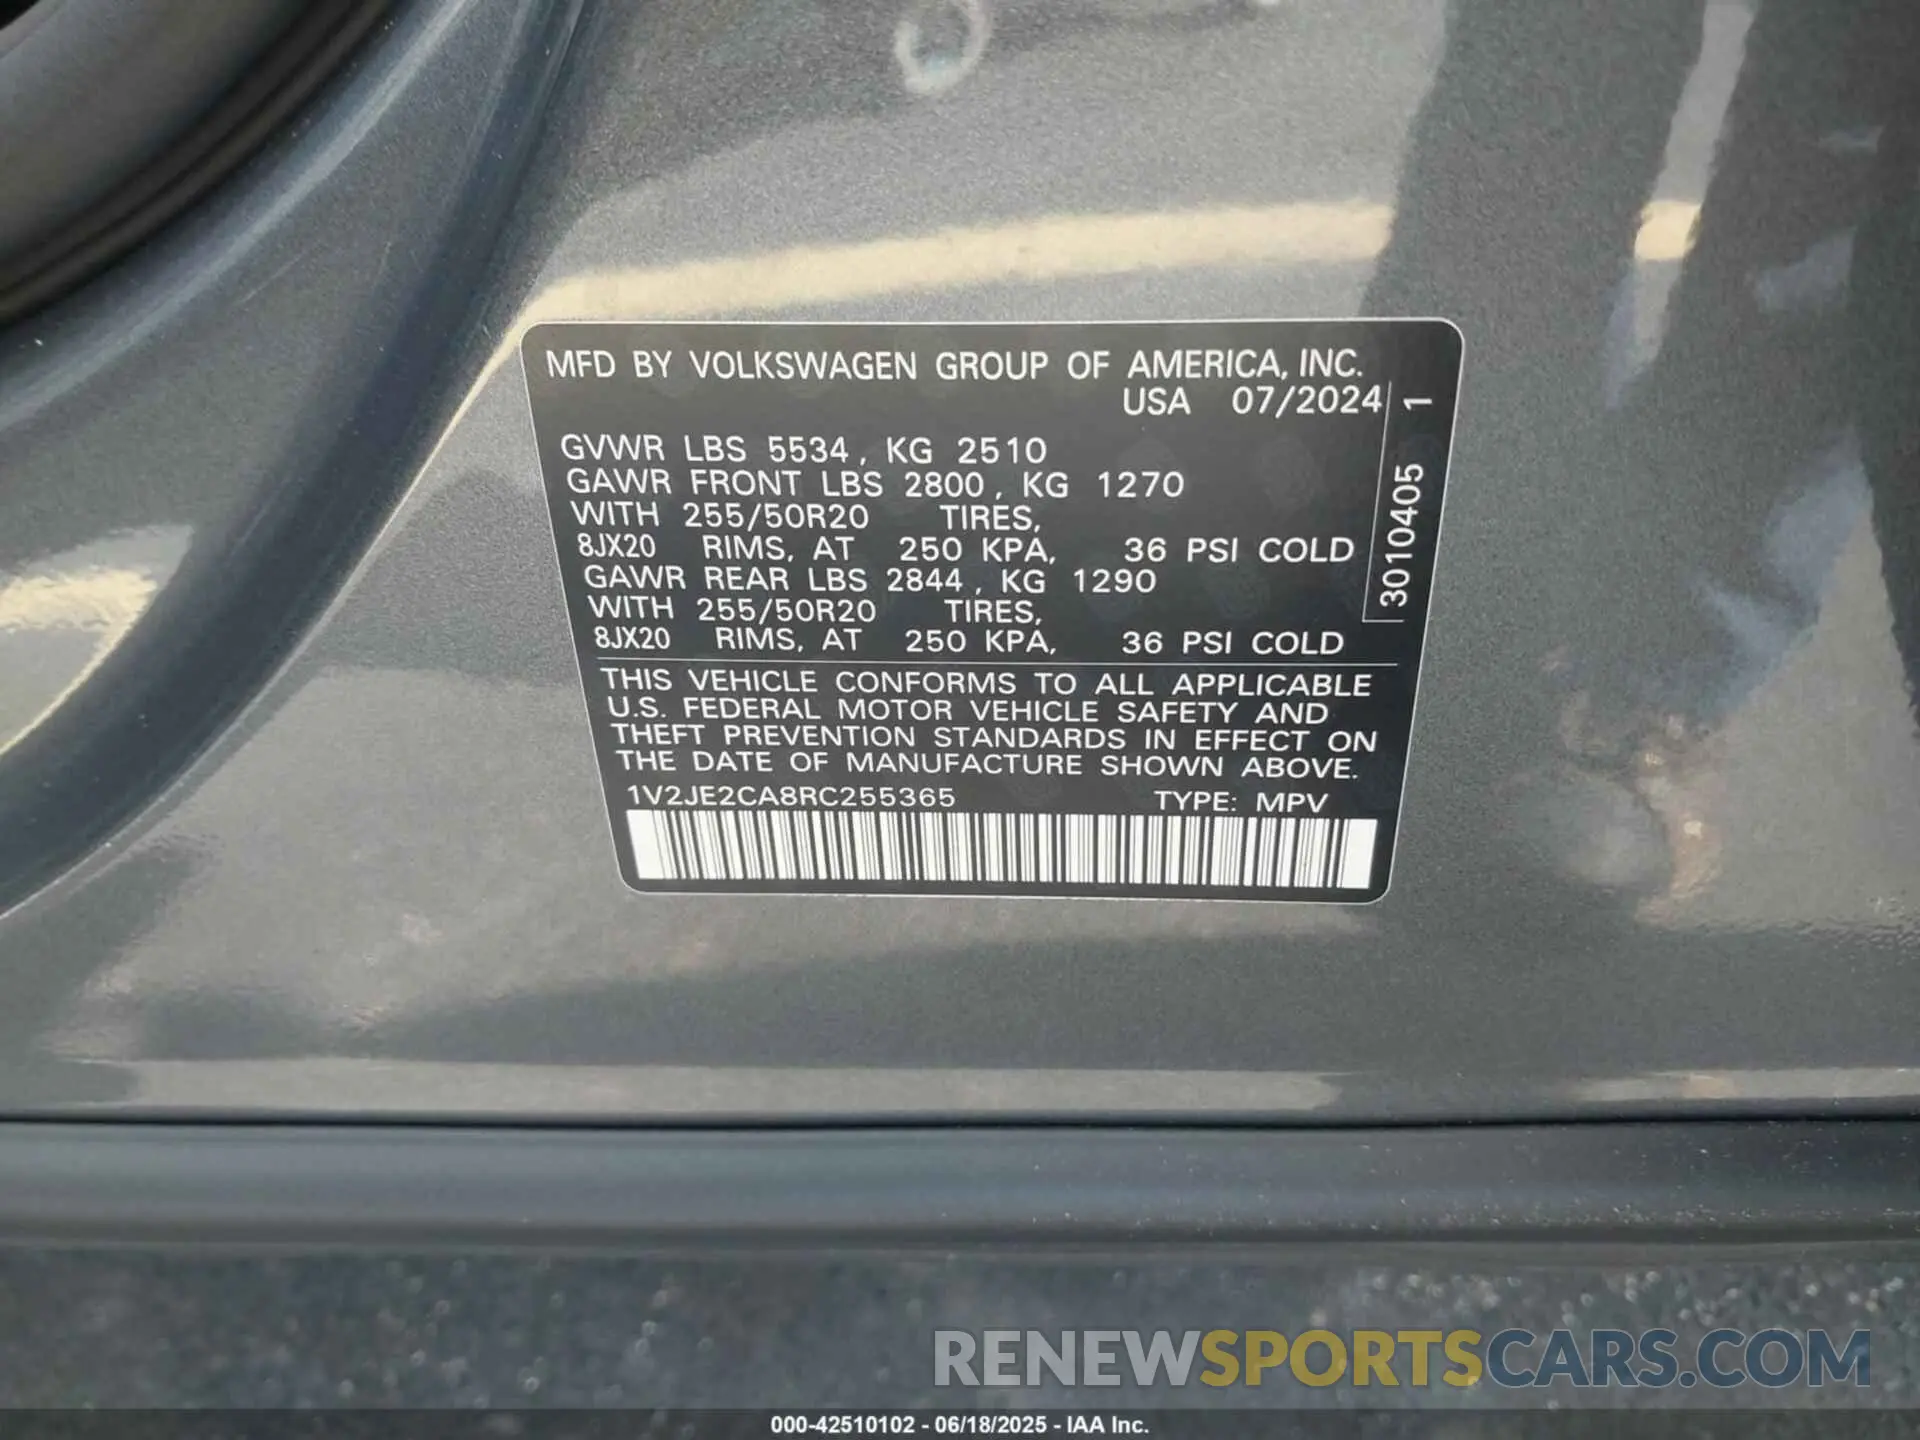 MFD BY VOLKSWAGEN GROUP OF AMERICA, INC.
USA 07/2024
GVWR LBS 5534, KG 2510
GAWR FRONT LBS 2800, KG 1270
WITH 255/50R20 TIRES,
8JX20 RIMS, AT 250 KPA, 36 PSI COLD
GAWR REAR LBS 2844, KG 1290
WITH 255/50R20 TIRES,
8JX20 RIMS, AT 250 KPA, 36 PSI COLD
3010405 1
THIS VEHICLE CONFORMS TO ALL APPLICABLE
U.S. FEDERAL MOTOR VEHICLE SAFETY AND
THEFT PREVENTION STANDARDS IN EFFECT ON
THE DATE OF MANUFACTURE SHOWN ABOVE.
1V2JE2CA8RC255365 TYPE: MPV
RENEWSPORTSCARS.COM
000-42510102 - 06/18/2025 - IAA Inc.